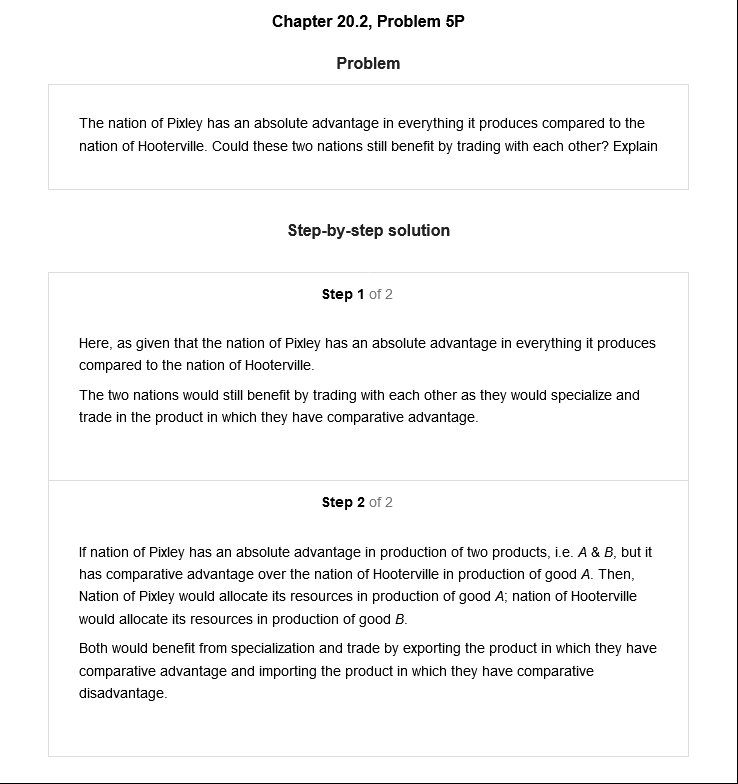 Chapter 20.2, Problem 5P
Problem
The nation of Pixley has an absolute advantage in everything it produces compared to the
nation of Hooterville. Could these two nations still benefit by trading with each other? Explain
Step-by-step solution
Step 1 of 2
Here, as given that the nation of Pixley has an absolute advantage in everything it produces
compared to the nation of Hooterville.
The two nations would still benefit by trading with each other as they would specialize and
trade in the product in which they have comparative advantage.
Step 2 of 2
If nation of Pixley has an absolute advantage in production of two products, i.e. A & B, but it
has comparative advantage over the nation of Hooterville in production of good A. Then,
Nation of Pixley would allocate its resources in production of good A; nation of Hooterville
would allocate its resources in production of good B.
Both would benefit from specialization and trade by exporting the product in which they have
comparative advantage and importing the product in which they have comparative
disadvantage.